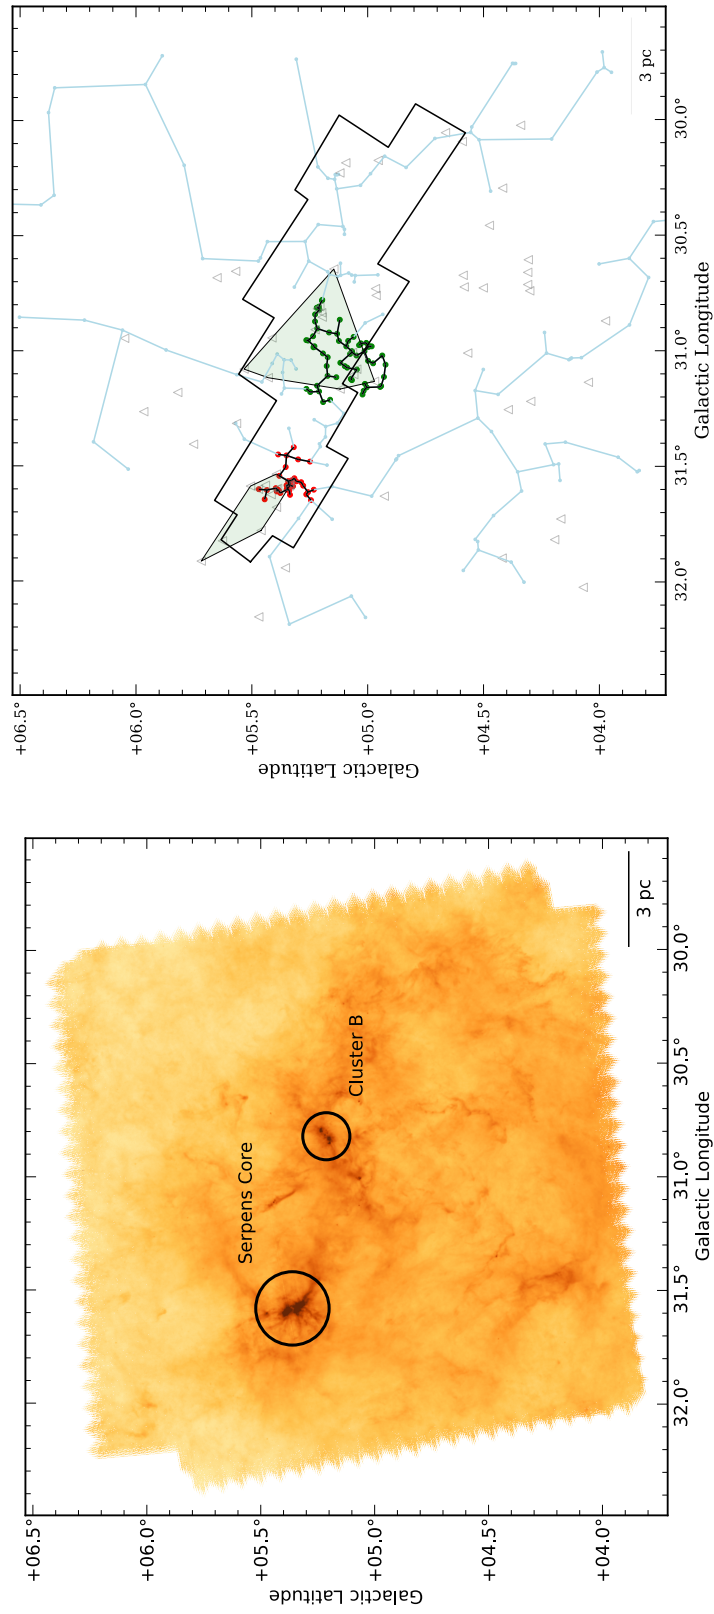 +06.5°
+06.0°
+05.5°
+05.0°
+04.5°
+04.0°
Galactic Latitude
32.0°
31.5°
31.0°
30.5°
30.0°
Galactic Longitude
3 pc
Serpens Core
Cluster B
+06.5°
+06.0°
+05.5°
+05.0°
+04.5°
+04.0°
Galactic Latitude
32.0°
31.5°
31.0°
30.5°
30.0°
Galactic Longitude
3 pc